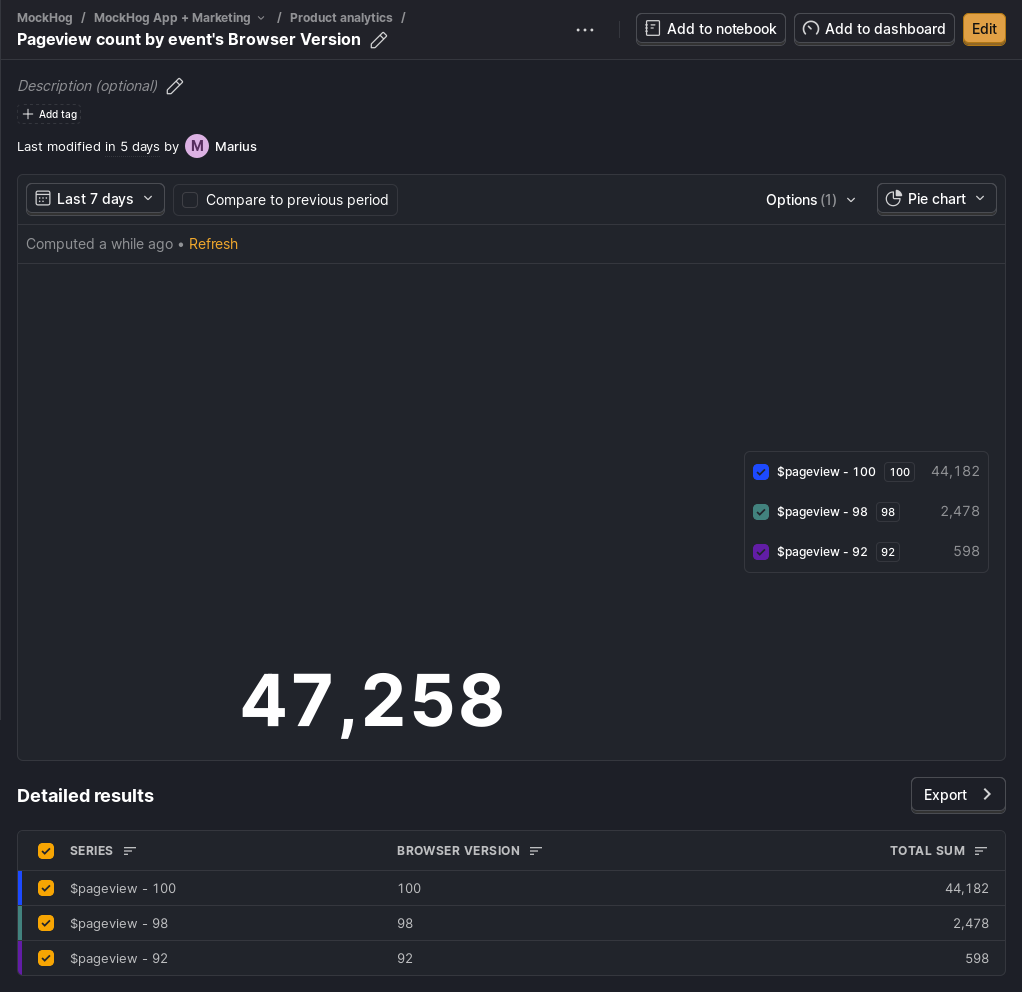 MockHog / MockHog App + Marketing / Product analytics /
Pageview count by event's Browser Version
Add to notebook
Add to dashboard
Edit
Description (optional)
Add tag
Last modified in 5 days by M Marius
Last 7 days
Compare to previous period
Options (1)
Pie chart
Computed a while ago • Refresh
$pageview - 100 100 44,182
$pageview - 98 98 2,478
$pageview - 92 92 598
47,258
Detailed results
Export
SERIES BROWSER VERSION TOTAL SUM
$pageview - 100 100 44,182
$pageview - 98 98 2,478
$pageview - 92 92 598